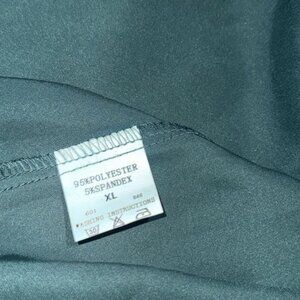 95%POLYESTER
5%SPANDEX
XL
WASHING INSTRUCTIONS